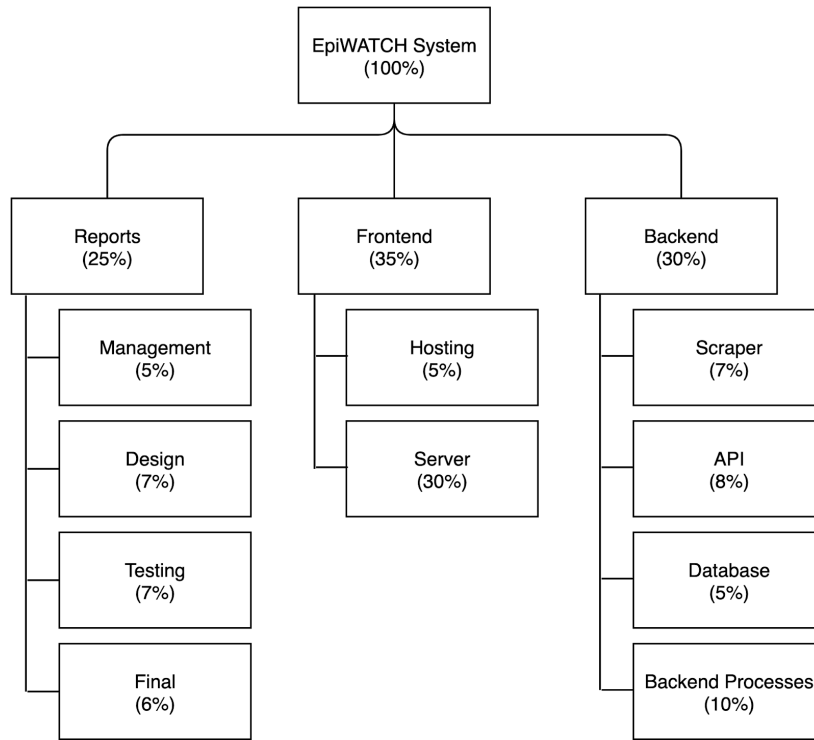 EpiWATCH System
(100%)
Reports
(25%)
Management
(5%)
Design
(7%)
Testing
(7%)
Final
(6%)
Frontend
(35%)
Hosting
(5%)
Server
(30%)
Backend
(30%)
Scraper
(7%)
API
(8%)
Database
(5%)
Backend Processes
(10%)